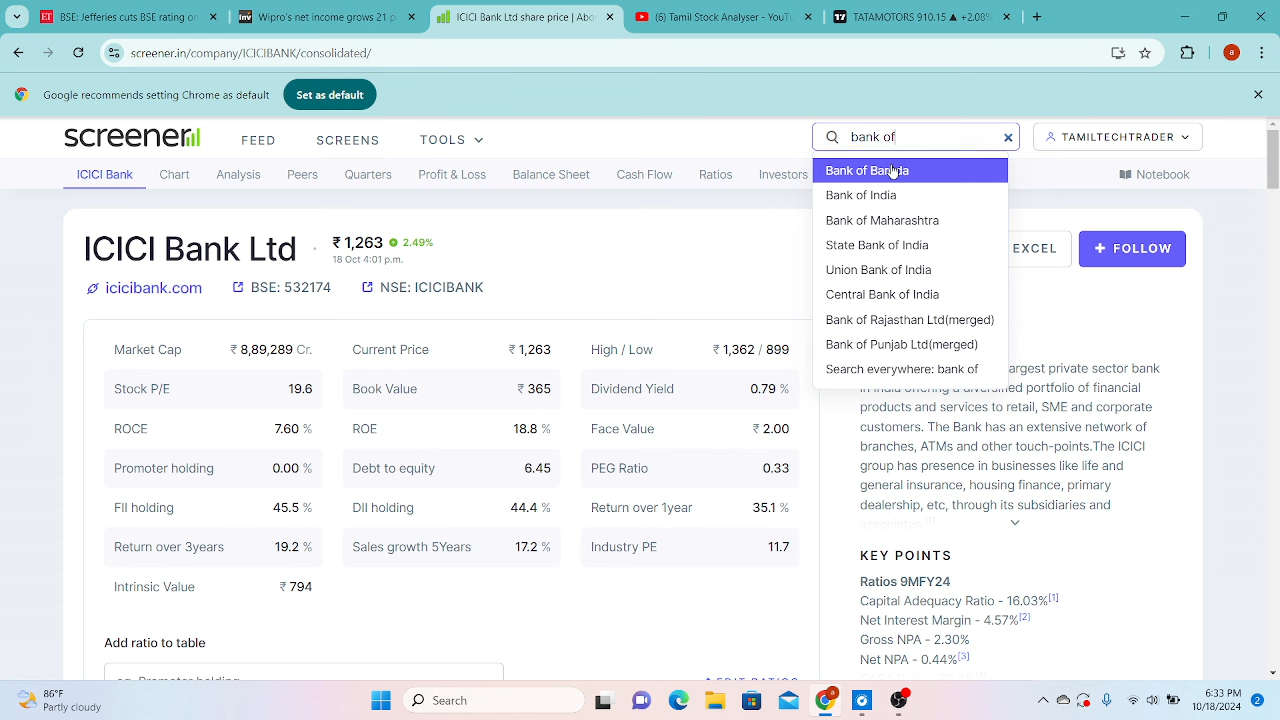 BSE: Jefferies see screener rating on
Wipro's net income grows 21 p
ICICI Bank Ltd share price | Abo
(6) Tamil Stock Analyser - YouTu
TATAMOTORS 910.15 ▲ +2.08%
screener.in/company/ICICIBANK/consolidated/
Google recommends setting Chrome as default
Set as default
screener
FEED
SCREENS
TOOLS
bank of
TAMILTECHTRADER
ICICI Bank
Chart
Analysis
Peers
Quarters
Profit & Loss
Balance Sheet
Cash Flow
Ratios
Investors
Notebook
Bank of Baroda
Bank of India
Bank of Maharashtra
State Bank of India
Union Bank of India
Central Bank of India
Bank of Rajasthan Ltd(merged)
Bank of Punjab Ltd(merged)
Search everywhere: bank of
ICICI Bank Ltd
₹ 1,263 2.49%
18 Oct 4:01 p.m.
EXCEL
+ FOLLOW
icicibank.com
BSE: 532174
NSE: ICICIBANK
Market Cap ₹ 8,89,289 Cr.
Current Price ₹ 1,263
High / Low ₹ 1,362 / 899
Stock P/E 19.6
Book Value ₹ 365
Dividend Yield 0.79 %
ROCE 7.60 %
ROE 18.8 %
Face Value ₹ 2.00
Promoter holding 0.00 %
Debt to equity 6.45
PEG Ratio 0.33
FII holding 45.5 %
DII holding 44.4 %
Return over 1year 35.1 %
Return over 3years 19.2 %
Sales growth 5Years 17.2 %
Industry PE 11.7
Intrinsic Value ₹ 794
Add ratio to table
argest private sector bank
in India offering a diversified portfolio of financial
products and services to retail, SME and corporate
customers. The Bank has an extensive network of
branches, ATMs and other touch-points.The ICICI
group has presence in businesses like life and
general insurance, housing finance, primary
dealership, etc, through its subsidiaries and
associates.[1]
KEY POINTS
Ratios 9MFY24
Capital Adequacy Ratio - 16.03%[1]
Net Interest Margin - 4.57%[2]
Gross NPA - 2.30%
Net NPA - 0.44%[3]
86°F
Partly cloudy
Search
6:33 PM
10/18/2024
2